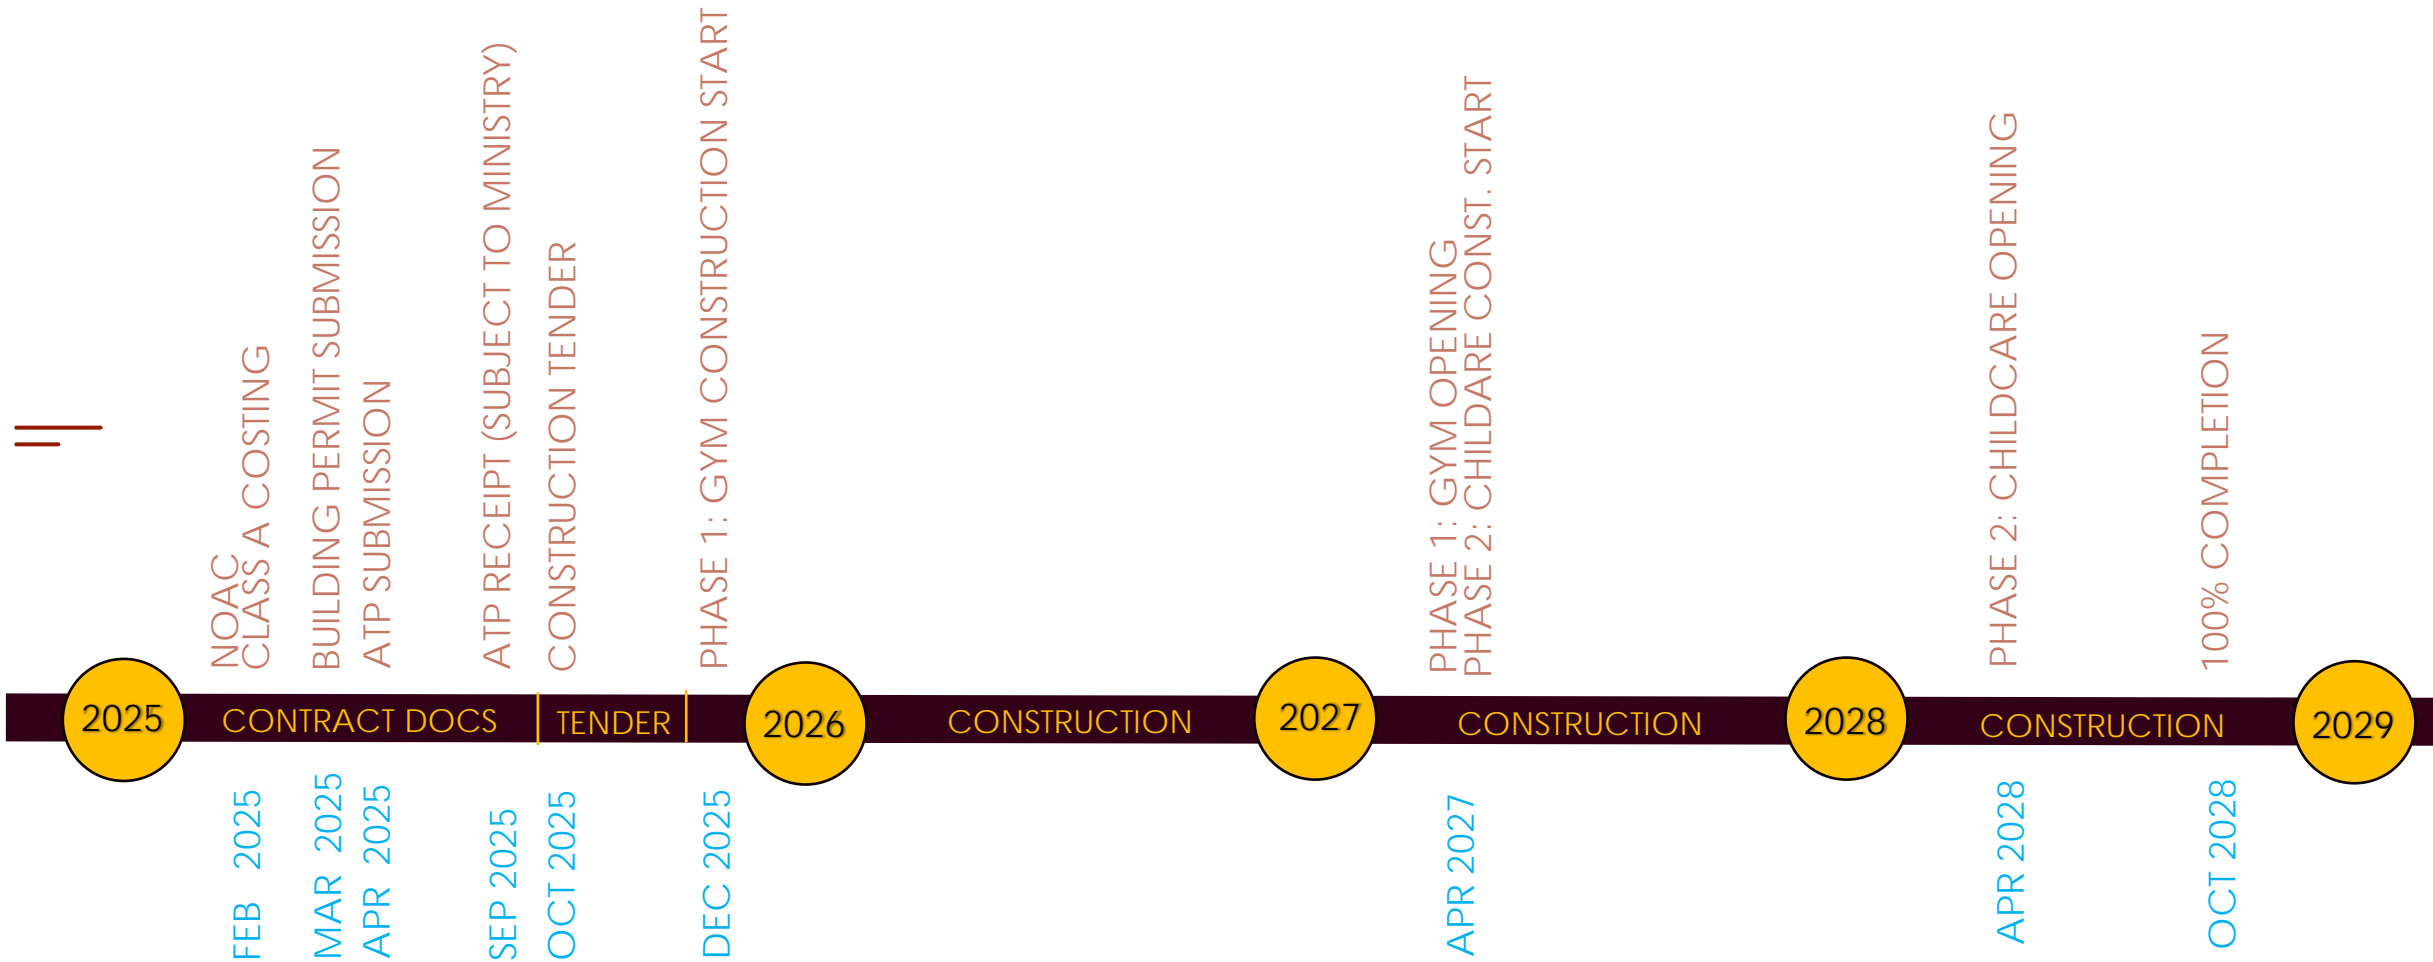 NOAC
CLASS A COSTING
BUILDING PERMIT SUBMISSION
ATP SUBMISSION
ATP RECEIPT (SUBJECT TO MINISTRY)
CONSTRUCTION TENDER
PHASE 1: GYM CONSTRUCTION START
PHASE 1: GYM OPENING
PHASE 2: CHILDARE CONST. START
PHASE 2: CHILDCARE OPENING
100% COMPLETION
2025
CONTRACT DOCS
TENDER
2026
CONSTRUCTION
2027
CONSTRUCTION
2028
CONSTRUCTION
2029
FEB 2025
MAR 2025
APR 2025
SEP 2025
OCT 2025
DEC 2025
APR 2027
APR 2028
OCT 2028